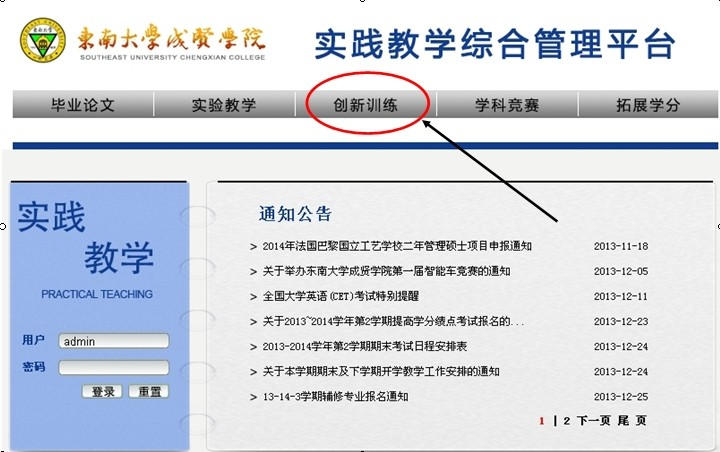 东南大学成贤学院
SOUTHEAST UNIVERSITY CHENGXIAN COLLEGE
实践教学综合管理平台
毕业论文 实验教学 创新训练 学科竞赛 拓展学分
实践
教学
PRACTICAL TEACHING
用户 admin
密码
登录 重置
通知公告
> 2014年法国巴黎国立工艺学校二年管理硕士项目申报通知 2013-11-18
> 关于举办东南大学成贤学院第一届智能车竞赛的通知 2013-12-05
> 全国大学英语(CET)考试特别提醒 2013-12-11
> 关于2013~2014学年第2学期提高学分绩点考试报名的... 2013-12-23
> 2013-2014学年第2学期期末考试日程安排表 2013-12-24
> 关于本学期期末及下学期开学教学工作安排的通知 2013-12-24
> 13-14-3学期辅修专业报名通知 2013-12-25
1 | 2 下一页 尾 页